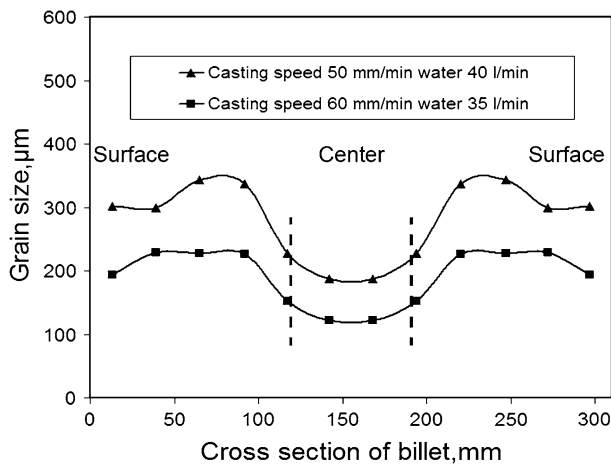 600
500
400
300
200
100
0
Grain size,µm
Casting speed 50 mm/min water 40 l/min
Casting speed 60 mm/min water 35 l/min
Surface Center Surface
0 50 100 150 200 250 300
Cross section of billet,mm